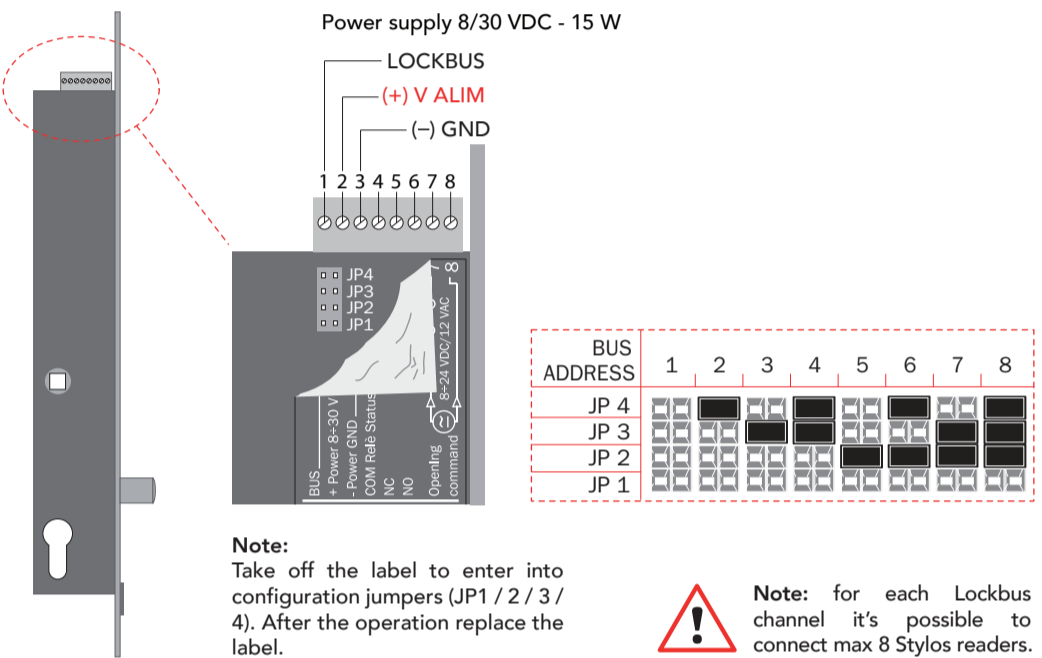 Power supply 8/30 VDC - 15 W
LOCKBUS
(+) V ALIM
(–) GND
1 2 3 4 5 6 7 8
JP4
JP3
JP2
JP1
7 8
8÷24 VDC/12 VAC
BUS
+ Power 8÷30 V
- Power GND
COM Relè Status
NC
NO
Opening
command
BUS
ADDRESS 1 2 3 4 5 6 7 8
JP 4
JP 3
JP 2
JP 1
Note:
Take off the label to enter into
configuration jumpers (JP1 / 2 / 3 /
4). After the operation replace the
label.
Note: for each Lockbus
channel it's possible to
connect max 8 Stylos readers.